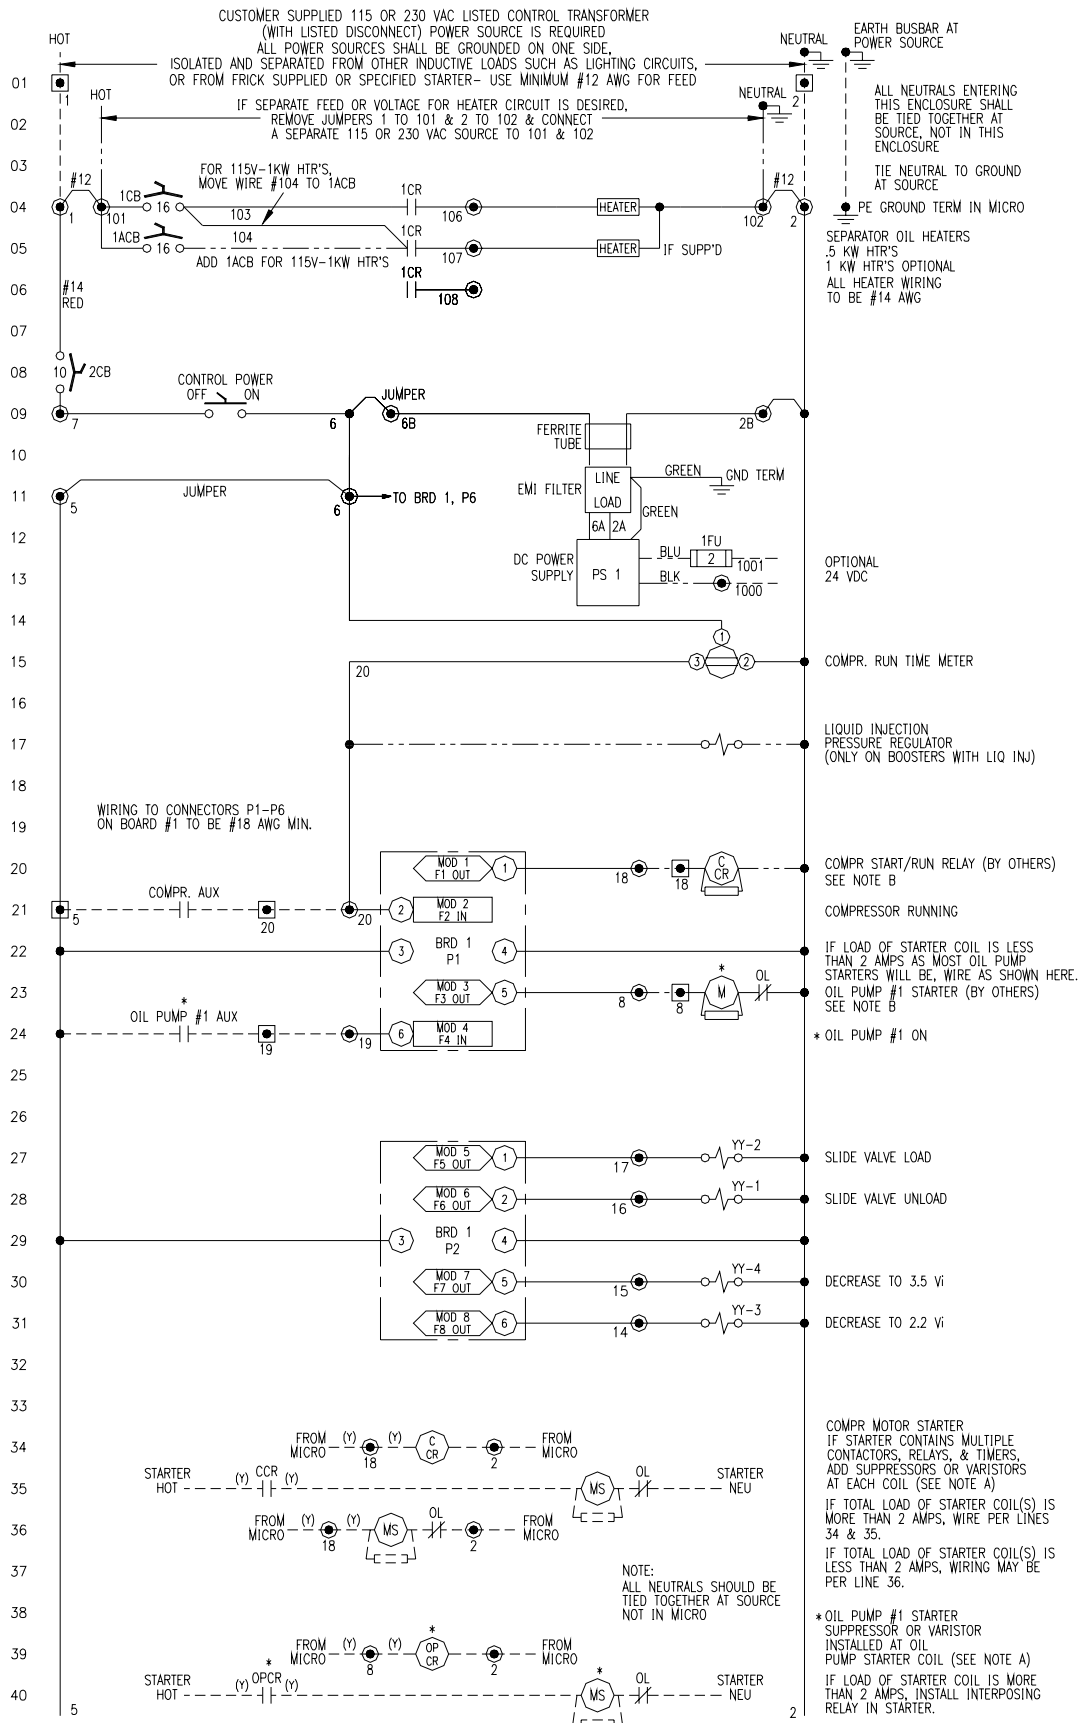 CUSTOMER SUPPLIED 115 OR 230 VAC LISTED CONTROL TRANSFORMER
(WITH LISTED DISCONNECT) POWER SOURCE IS REQUIRED
ALL POWER SOURCES SHALL BE GROUNDED ON ONE SIDE,
ISOLATED AND SEPARATED FROM OTHER INDUCTIVE LOADS SUCH AS LIGHTING CIRCUITS,
OR FROM FRICK SUPPLIED OR SPECIFIED STARTER- USE MINIMUM #12 AWG FOR FEED
HOT
NEUTRAL
EARTH BUSBAR AT
POWER SOURCE
01
1
2
HOT
IF SEPARATE FEED OR VOLTAGE FOR HEATER CIRCUIT IS DESIRED,
REMOVE JUMPERS 1 TO 101 & 2 TO 102 & CONNECT
A SEPARATE 115 OR 230 VAC SOURCE TO 101 & 102
NEUTRAL
ALL NEUTRALS ENTERING
THIS ENCLOSURE SHALL
BE TIED TOGETHER AT
SOURCE, NOT IN THIS
ENCLOSURE
TIE NEUTRAL TO GROUND
AT SOURCE
02
03
FOR 115V-1KW HTR'S,
MOVE WIRE #104 TO 1ACB
04
#12
1
101
1CB
16
103
1CR
106
HEATER
102
#12
2
PE GROUND TERM IN MICRO
05
1ACB
16
104
1CR
107
HEATER
IF SUPP'D
ADD 1ACB FOR 115V-1KW HTR'S
SEPARATOR OIL HEATERS
.5 KW HTR'S
1 KW HTR'S OPTIONAL
ALL HEATER WIRING
TO BE #14 AWG
06
#14
RED
1CR
108
07
08
10
2CB
CONTROL POWER
OFF
ON
09
7
6
JUMPER
6B
2B
FERRITE
TUBE
10
EMI FILTER
LINE
LOAD
GREEN
GND TERM
GREEN
11
5
JUMPER
6
TO BRD 1, P6
12
6A
2A
DC POWER
SUPPLY
PS 1
BLU
1FU
2
1001
BLK
1000
OPTIONAL
24 VDC
13
14
1
15
20
3
2
COMPR. RUN TIME METER
16
17
LIQUID INJECTION
PRESSURE REGULATOR
(ONLY ON BOOSTERS WITH LIQ INJ)
18
WIRING TO CONNECTORS P1-P6
ON BOARD #1 TO BE #18 AWG MIN.
19
20
MOD 1
F1 OUT
1
18
18
C
CR
COMPR START/RUN RELAY (BY OTHERS)
SEE NOTE B
21
5
COMPR. AUX
20
20
2
MOD 2
F2 IN
COMPRESSOR RUNNING
22
3
BRD 1
P1
4
IF LOAD OF STARTER COIL IS LESS
THAN 2 AMPS AS MOST OIL PUMP
STARTERS WILL BE, WIRE AS SHOWN HERE.
23
MOD 3
F3 OUT
5
8
8
*
M
OL
OIL PUMP #1 STARTER (BY OTHERS)
SEE NOTE B
24
*
OIL PUMP #1 AUX
19
19
6
MOD 4
F4 IN
* OIL PUMP #1 ON
25
26
27
MOD 5
F5 OUT
1
17
YY-2
SLIDE VALVE LOAD
28
MOD 6
F6 OUT
2
16
YY-1
SLIDE VALVE UNLOAD
29
3
BRD 1
P2
4
30
MOD 7
F7 OUT
5
15
YY-4
DECREASE TO 3.5 Vi
31
MOD 8
F8 OUT
6
14
YY-3
DECREASE TO 2.2 Vi
32
33
34
FROM
MICRO
(Y)
18
(Y)
C
CR
2
FROM
MICRO
35
STARTER
HOT
(Y)
CCR
(Y)
MS
OL
STARTER
NEU
36
FROM
MICRO
(Y)
18
(Y)
MS
OL
2
FROM
MICRO
COMPR MOTOR STARTER
IF STARTER CONTAINS MULTIPLE
CONTACTORS, RELAYS, & TIMERS,
ADD SUPPRESSORS OR VARISTORS
AT EACH COIL (SEE NOTE A)
IF TOTAL LOAD OF STARTER COIL(S) IS
MORE THAN 2 AMPS, WIRE PER LINES
34 & 35.
IF TOTAL LOAD OF STARTER COIL(S) IS
LESS THAN 2 AMPS, WIRING MAY BE
PER LINE 36.
37
NOTE:
ALL NEUTRALS SHOULD BE
TIED TOGETHER AT SOURCE
NOT IN MICRO
38
39
FROM
MICRO
(Y)
8
(Y)
*
OP
CR
2
FROM
MICRO
* OIL PUMP #1 STARTER
SUPPRESSOR OR VARISTOR
INSTALLED AT OIL
PUMP STARTER COIL (SEE NOTE A)
IF LOAD OF STARTER COIL IS MORE
THAN 2 AMPS, INSTALL INTERPOSING
RELAY IN STARTER.
40
5
STARTER
HOT
(Y)
*
OPCR
(Y)
*
MS
OL
STARTER
NEU
2